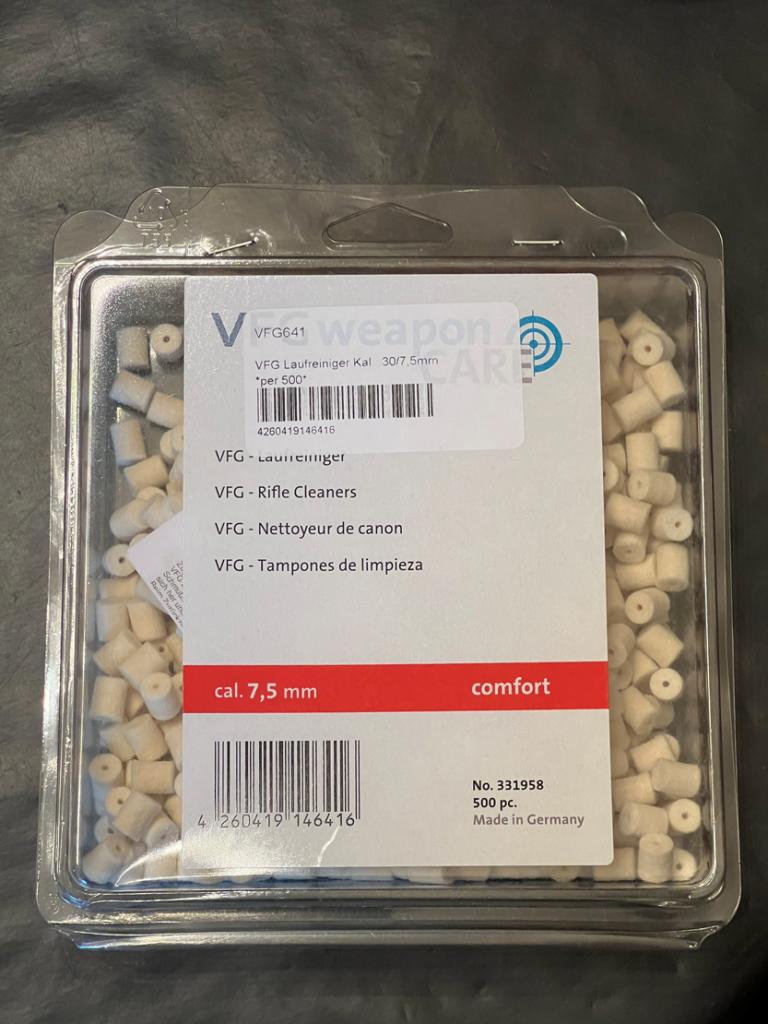 VFG weapon
CARE
VFG641
VFG Laufreiniger Kal .30/7,5mm
*per 500*
4260419146416
VFG - Laufreiniger
VFG - Rifle Cleaners
VFG - Nettoyeur de canon
VFG - Tampones de limpieza
cal. 7,5 mm
comfort
4 260419 146416
No. 331958
500 pc.
Made in Germany